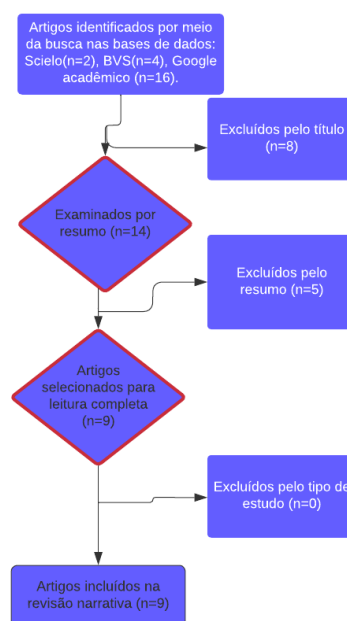 Artigos identificados por meio
da busca nas bases de dados:
Scielo(n=2), BVS(n=4), Google
acadêmico (n=16).
Excluídos pelo título
(n=8)
Examinados por
resumo (n=14)
Excluídos pelo
resumo (n=5)
Artigos
selecionados para
leitura completa
(n=9)
Excluídos pelo tipo de
estudo (n=0)
Artigos incluídos na
revisão narrativa (n=9)